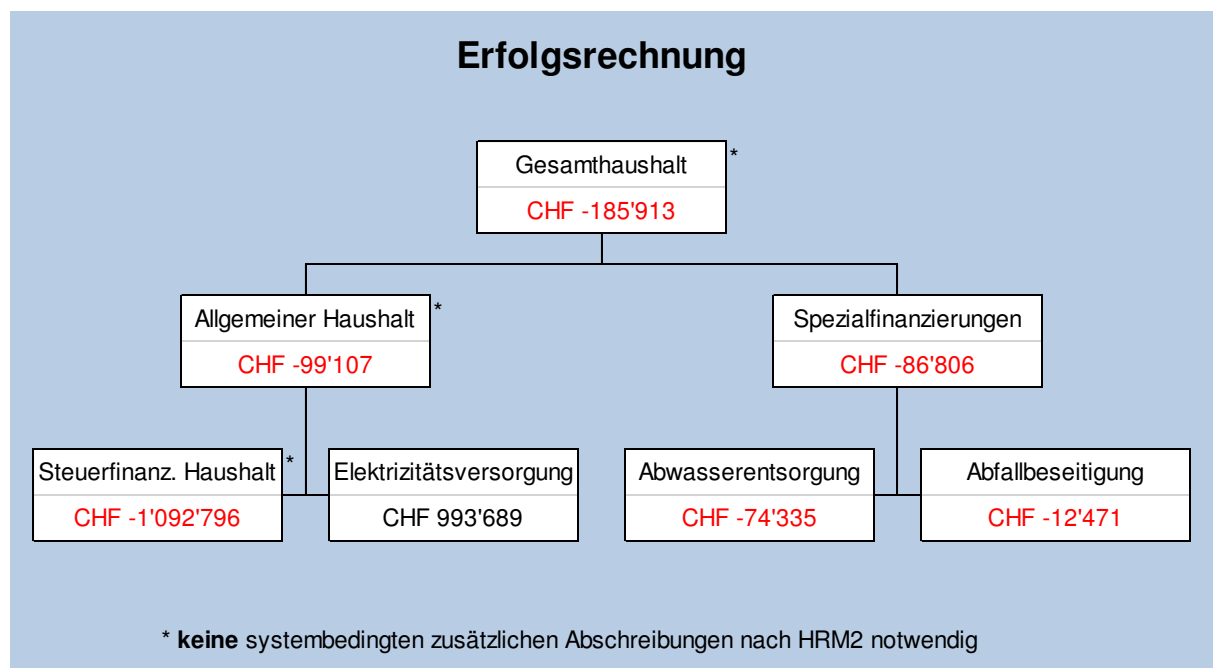 Erfolgsrechnung
Gesamthaushalt *
CHF -185'913
Allgemeiner Haushalt *
CHF -99'107
Spezialfinanzierungen
CHF -86'806
Steuerfinanz. Haushalt *
CHF -1'092'796
Elektrizitätsversorgung
CHF 993'689
Abwasserentsorgung
CHF -74'335
Abfallbeseitigung
CHF -12'471
* keine systembedingten zusätzlichen Abschreibungen nach HRM2 notwendig